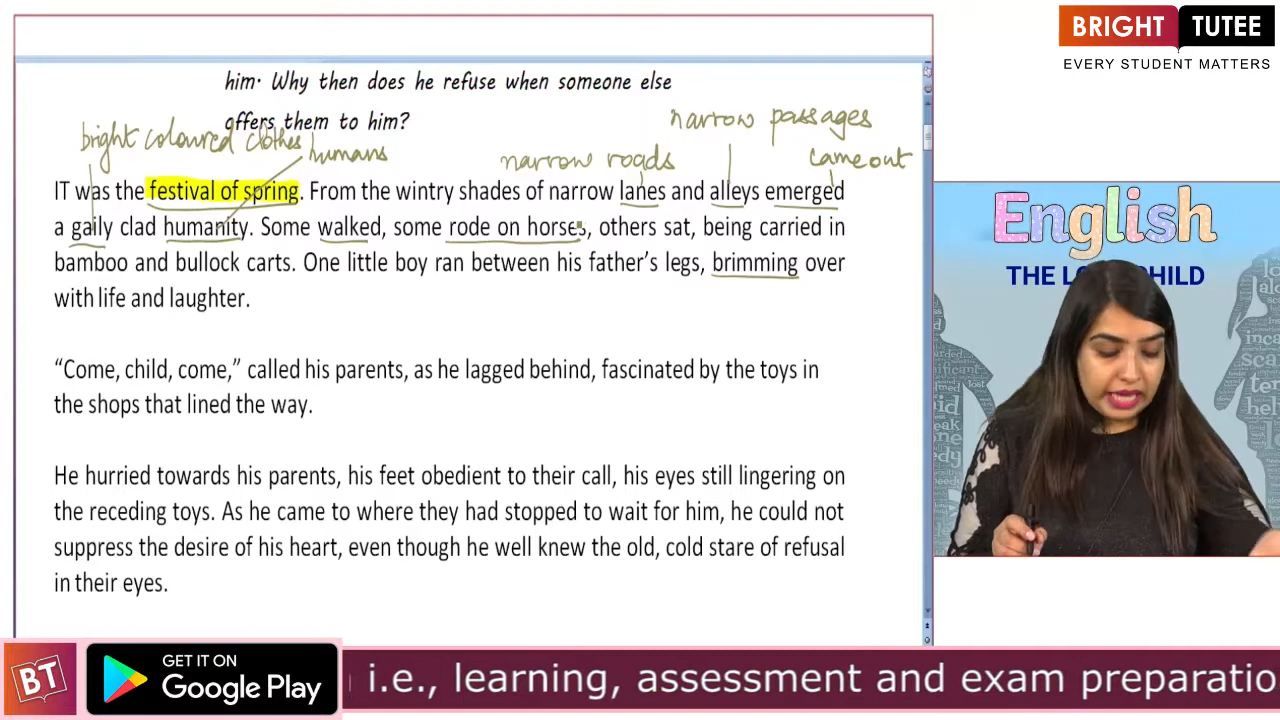 BRIGHT TUTEE
EVERY STUDENT MATTERS
him. Why then does he refuse when someone else
offers them to him?
bright coloured clothes
humans
narrow roads
narrow passages
came out
IT was the festival of spring. From the wintry shades of narrow lanes and alleys emerged
a gaily clad humanity. Some walked, some rode on horses, others sat, being carried in
bamboo and bullock carts. One little boy ran between his father's legs, brimming over
with life and laughter.
“Come, child, come,” called his parents, as he lagged behind, fascinated by the toys in
the shops that lined the way.
He hurried towards his parents, his feet obedient to their call, his eyes still lingering on
the receding toys. As he came to where they had stopped to wait for him, he could not
suppress the desire of his heart, even though he well knew the old, cold stare of refusal
in their eyes.
English
THE CHILD
BT
GET IT ON
Google Play
i.e., learning, assessment and exam preparatio